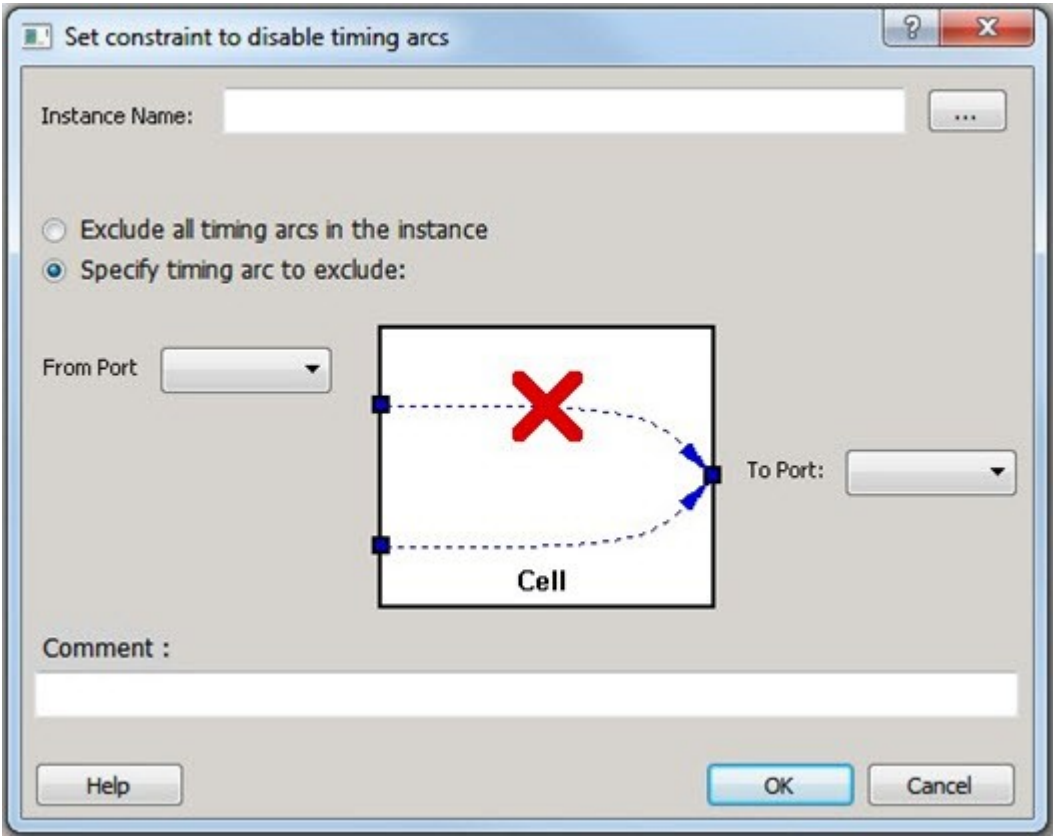 Set constraint to disable timing arcs
Instance Name:
...
Exclude all timing arcs in the instance
Specify timing arc to exclude:
From Port
To Port:
Cell
Comment :
Help
OK
Cancel